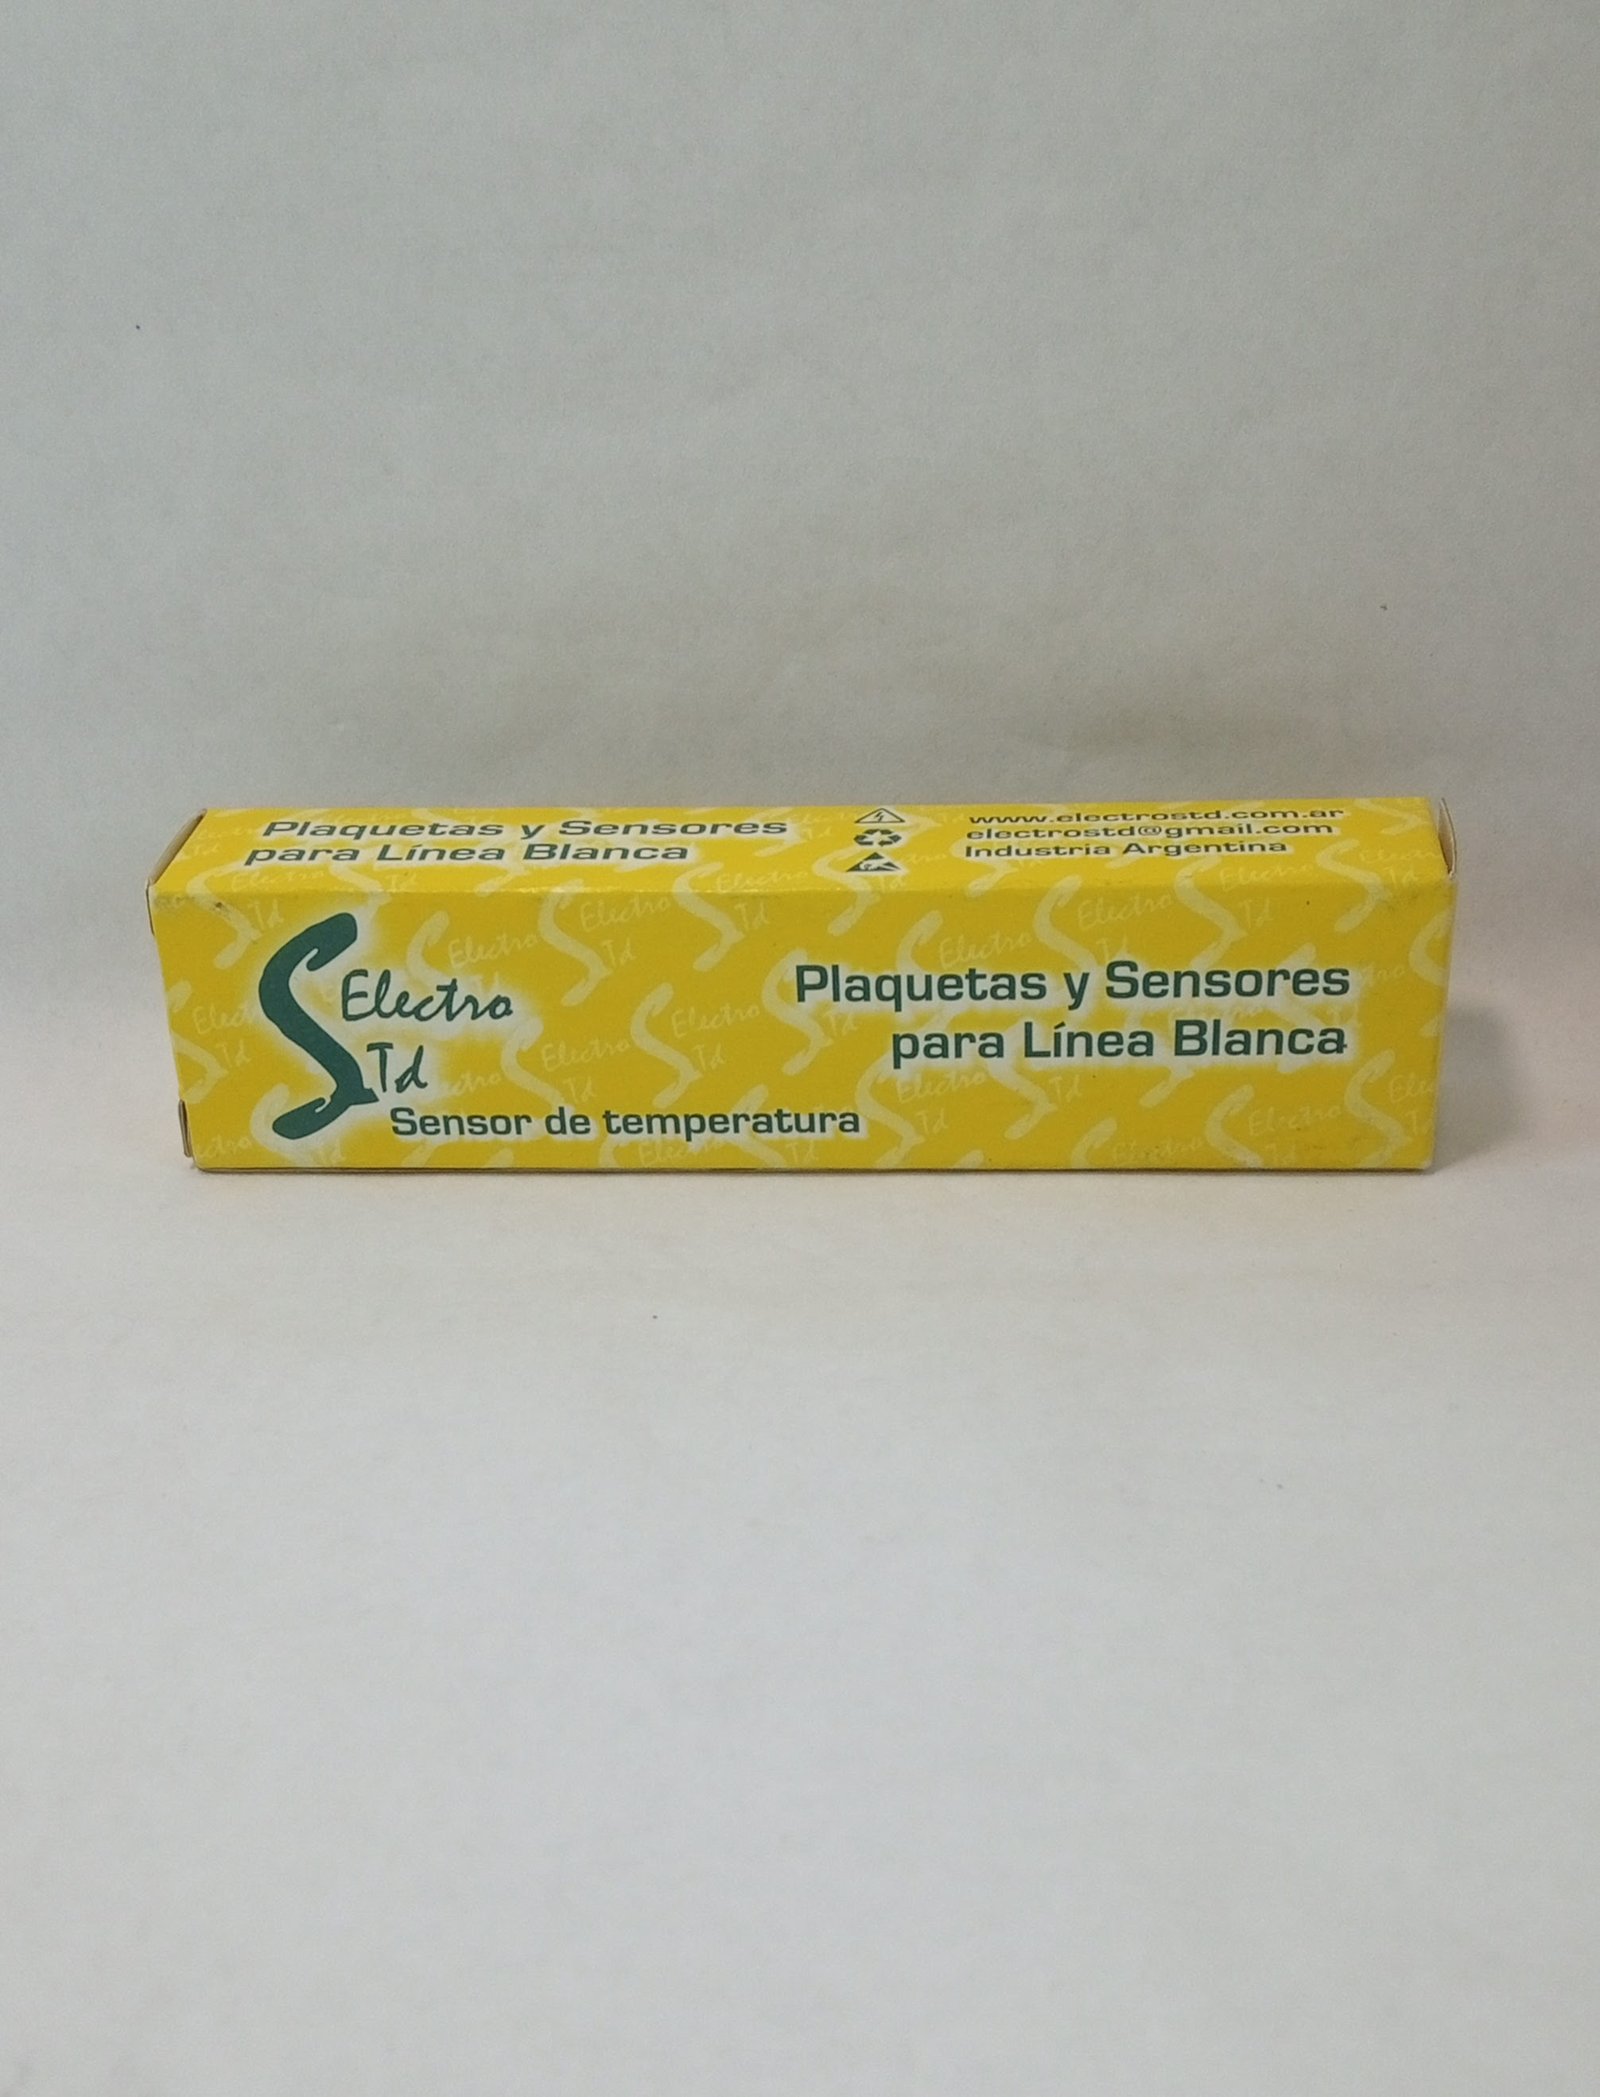 Plaquetas y Sensores
para Línea Blanca
www.electrostd.com.ar
electrostd@gmail.com
Industria Argentina
S Electro
Td
Sensor de temperatura
Plaquetas y Sensores
para Línea Blanca